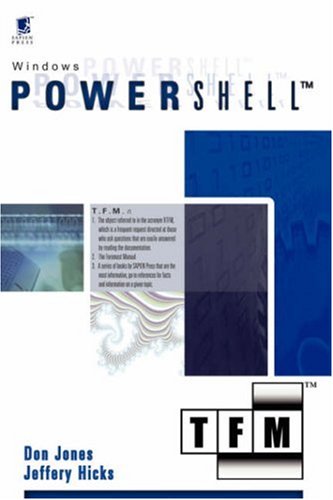 SAPIEN
PRESS
Windows
POWERSHELL™
T.F.M. n
1. The object referred to in the acronym RTFM,
which is a frequent request directed at those
who ask questions that are easily answered
by reading the documentation.
2. The Foremost Manual
3. A series of books by SAPIEN Press that are the
most informative, go to references for facts
and information on a given topic.
TFM™
Don Jones
Jeffery Hicks